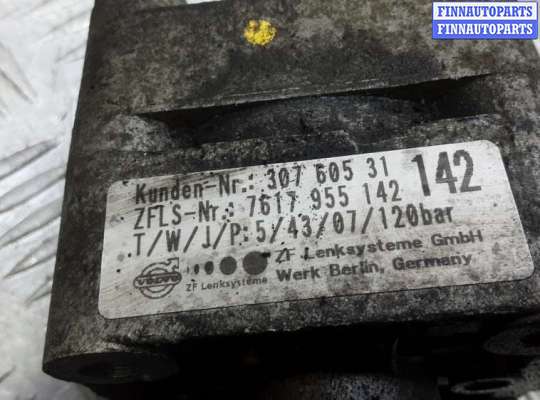 FINNAUTOPARTS
FINNAUTOPARTS
Kunden-Nr.: 307 605 31
ZFLS-Nr.: 7617 955 142 142
T/W/J/P: 5/43/07/120bar
VOLVO
ZF Lenksysteme
ZF Lenksysteme GmbH
Werk Berlin, Germany